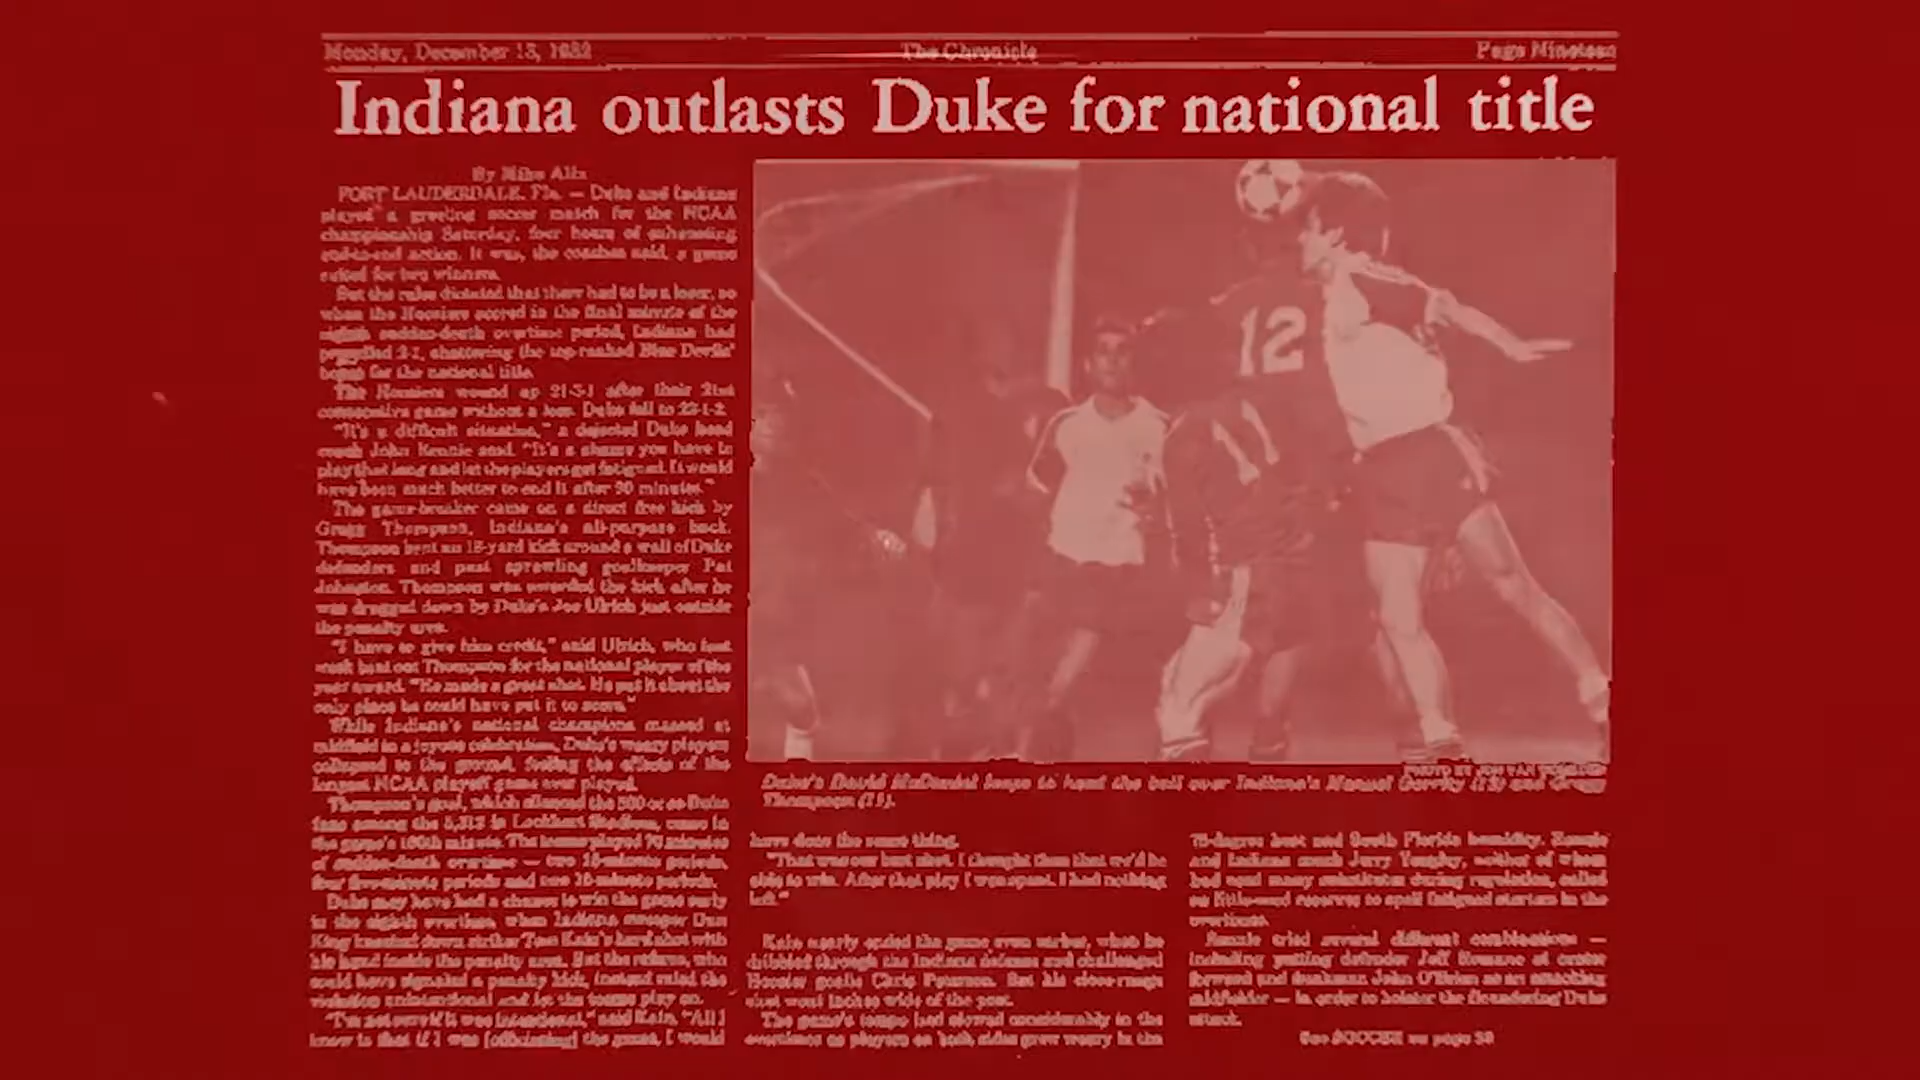 Monday, December 13, 1982
The Chronicle
Page Nineteen
Indiana outlasts Duke for national title
By Mike Alix
FORT LAUDERDALE, Fla. — Duke and Indiana
played a grueling soccer match for the NCAA
championship Saturday, four hours of exhausting
end-to-end action. It was, the coaches said, a game
suited for two winners.
But the rules dictated that there had to be a loser, so
when the Hoosiers scored in the final minute of the
eighth sudden-death overtime period, Indiana had
2-1, shattering the top-ranked Blue Devils'
hopes for the national title.
The Hoosiers wound up 21-3-1 after their 21st
consecutive game without a loss. Duke fell to 22-1-2.
"It's a difficult situation," a dejected Duke head
coach John Rennie said. "It's a shame you have to
play that long and let the players get fatigued. It would
have been much better to end it after 90 minutes."
The game-breaker came on a direct free kick by
Gregg Thompson, Indiana's all-purpose back.
Thompson bent an 18-yard kick around a wall of Duke
defenders and past sprawling goalkeeper Pat
Johnston. Thompson was awarded the kick after he
was dragged down by Duke's Joe Ulrich just outside
the penalty area.
"I have to give him credit," said Ulrich, who last
week beat out Thompson for the national player of the
year award. "He made a great shot. He put it about the
only place he could have put it to score."
While Indiana's national champions massed at
midfield in a joyous celebration, Duke's weary players
collapsed to the ground, feeling the effects of the
longest NCAA playoff game ever played.
Thompson's goal, which silenced the 500 or so Duke
fans among the in Lockhart Stadium, came in
the game's 160th minute. The teams played 70 minutes
of sudden-death overtime — two 15-minute periods,
four five-minute periods and two 10-minute periods.
Duke may have had a chance to win the game early
in the eighth overtime, when Indiana sweeper Dan
King knocked down striker Tom Kain's hard shot with
his hand inside the penalty area. But the referee, who
could have signaled a penalty kick, instead ruled the
violation unintentional and let the teams play on.
"I'm not sure if it was intentional," said Kain. "All I
know is that if I was [officiating] the game, I would
12
11
Duke's David McDaniel leaps to head the ball over Indiana's Manuel Gorrity (12) and Gregg
Thompson (11).
have done the same thing.
"That was our best shot. I thought then that we'd be
able to win. After that play I was spent. I had nothing
left."
Kain nearly ended the game even earlier, when he
dribbled through the Indiana defense and challenged
Hoosier goalie Chris Peterson. But his close-range
shot went inches wide of the post.
The game's tempo had slowed considerably in the
overtimes as players on both sides grew weary in the
heat and South Florida humidity. Rennie
and Indiana coach Jerry Yeagley, neither of whom
had used many substitutes during regulation, called
on little-used reserves to spell fatigued starters in the
overtimes.
Rennie tried several different combinations —
including putting defender Jeff Romano at center
forward and freshman John O'Brien as an attacking
midfielder — in order to bolster the floundering Duke
attack.
See SOCCER on page